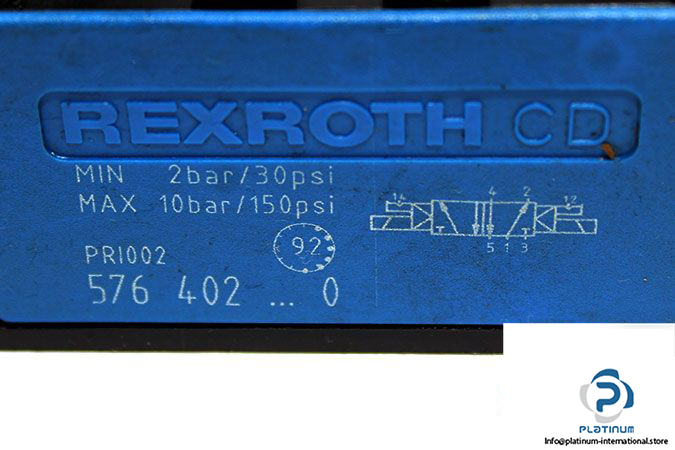 REXROTH CD
MIN 2bar/30psi
MAX 10bar/150psi
14 4 2 12
5 1 3
PRI002
92
576 402 ... 0
P
PLATINUM
Info@platinum-international.store